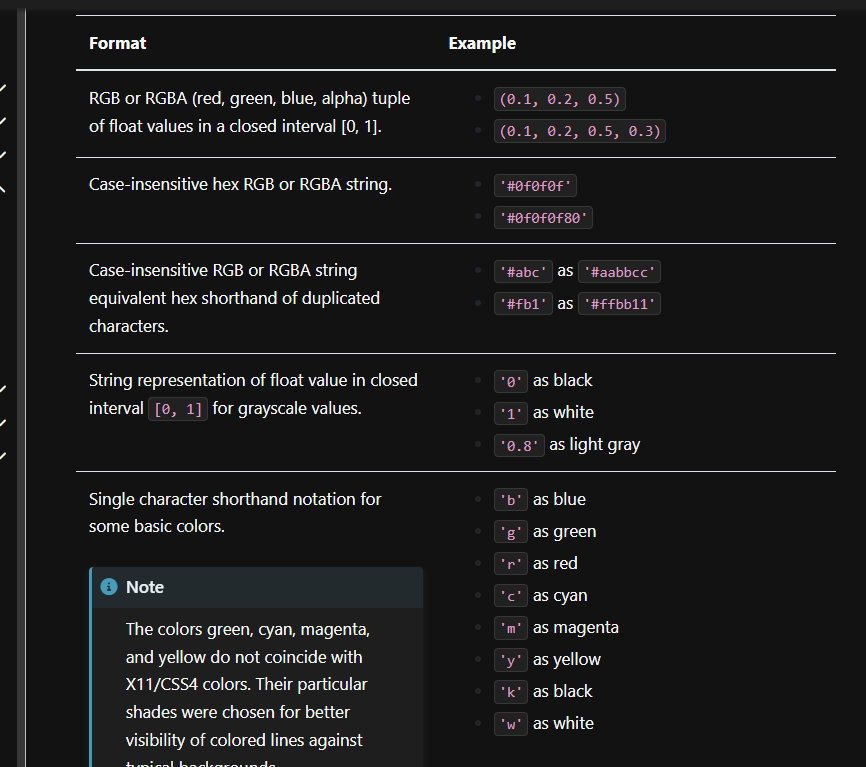 Format Example
RGB or RGBA (red, green, blue, alpha) tuple
of float values in a closed interval [0, 1].
(0.1, 0.2, 0.5)
(0.1, 0.2, 0.5, 0.3)
Case-insensitive hex RGB or RGBA string.
'#0f0f0f'
'#0f0f0f80'
Case-insensitive RGB or RGBA string
equivalent hex shorthand of duplicated
characters.
'#abc' as '#aabbcc'
'#fb1' as '#ffbb11'
String representation of float value in closed
interval [0, 1] for grayscale values.
'0' as black
'1' as white
'0.8' as light gray
Single character shorthand notation for
some basic colors.
Note
The colors green, cyan, magenta,
and yellow do not coincide with
X11/CSS4 colors. Their particular
shades were chosen for better
visibility of colored lines against
typical backgrounds.
'b' as blue
'g' as green
'r' as red
'c' as cyan
'm' as magenta
'y' as yellow
'k' as black
'w' as white